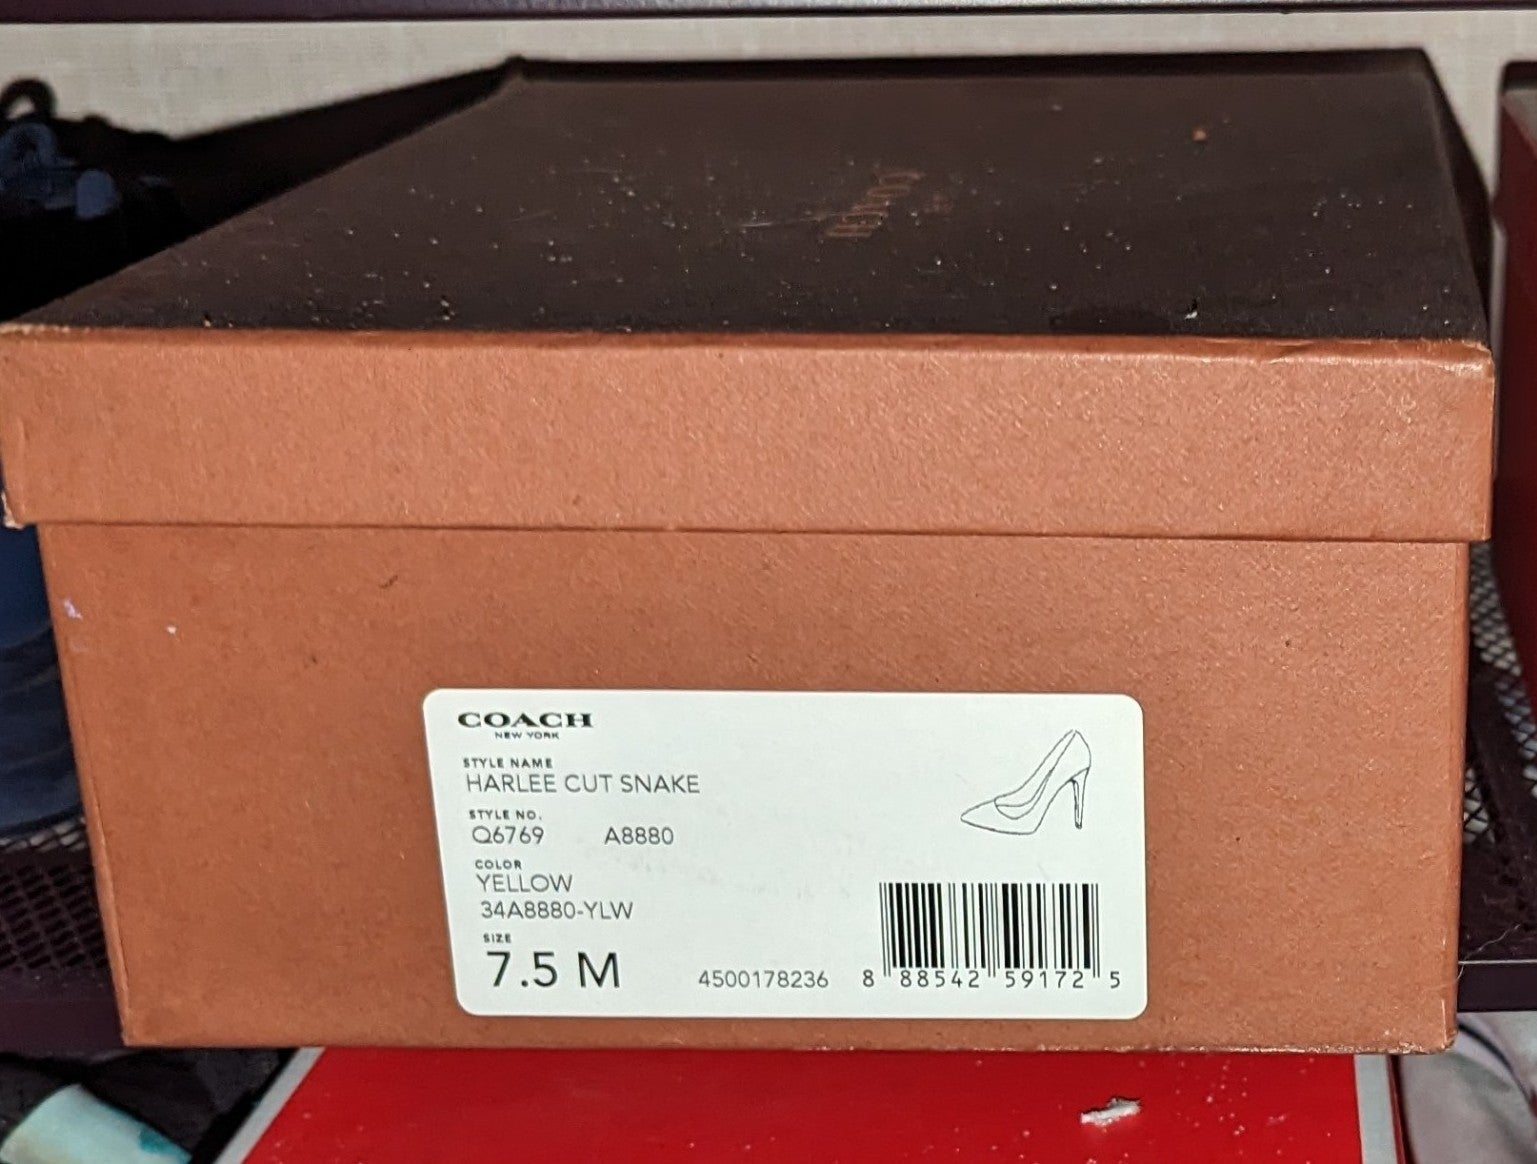 COACH
COACH
NEW YORK
STYLE NAME
HARLEE CUT SNAKE
STYLE NO.
Q6769 A8880
COLOR
YELLOW
34A8880-YLW
SIZE
7.5 M
4500178236 8 88542 59172 5